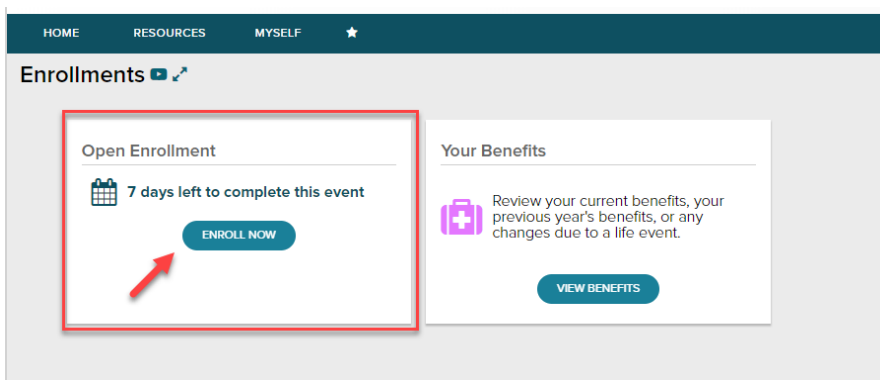 HOME RESOURCES MYSELF
Enrollments
Open Enrollment
7 days left to complete this event
ENROLL NOW
Your Benefits
Review your current benefits, your
previous year's benefits, or any
changes due to a life event.
VIEW BENEFITS